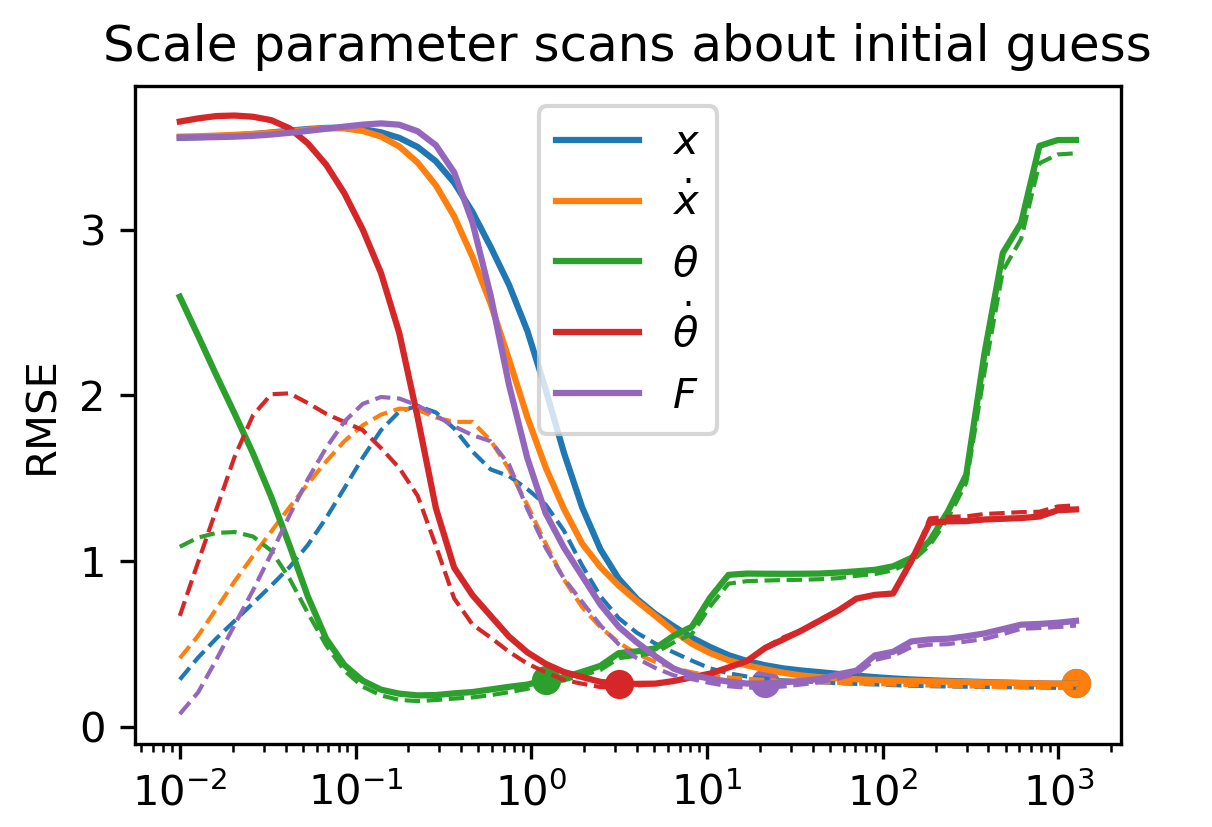 Scale parameter scans about initial guess
RMSE
3
2
1
0
x
ẋ
θ
θ̇
F
10⁻² 10⁻¹ 10⁰ 10¹ 10² 10³